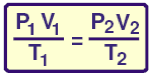 P₁ V₁ / T₁ = P₂V₂ / T₂